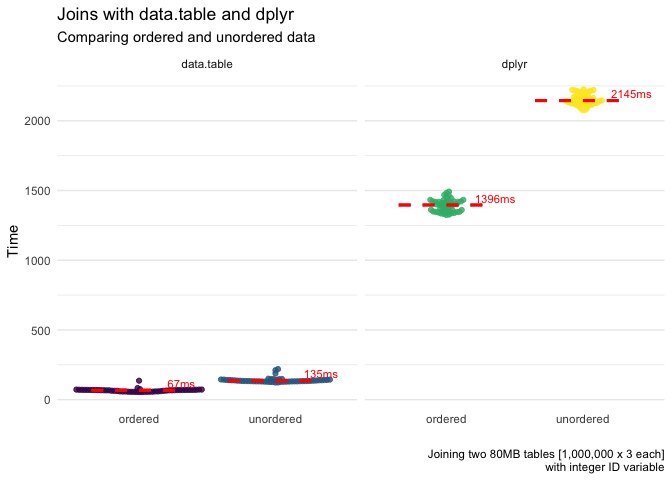 Joins with data.table and dplyr
Comparing ordered and unordered data
data.table
dplyr
2145ms
2000
1500
1396ms
Time
1000
500
67ms
135ms
0
ordered
unordered
ordered
unordered
Joining two 80MB tables [1,000,000 x 3 each]
with integer ID variable